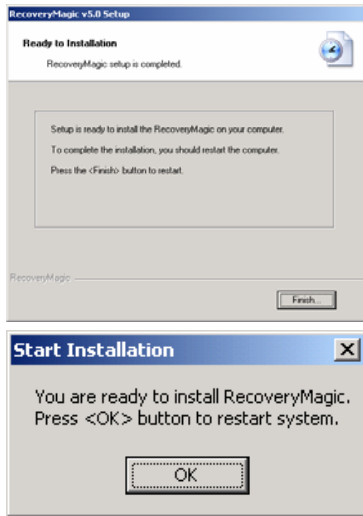 RecoveryMagic v5.0 Setup
Ready to Installation
RecoveryMagic setup is completed.
Setup is ready to install the RecoveryMagic on your computer.
To complete the installation, you should restart the computer.
Press the <Finish> button to restart.
RecoveryMagic
Finish...
Start Installation
You are ready to install RecoveryMagic.
Press <OK> button to restart system.
OK